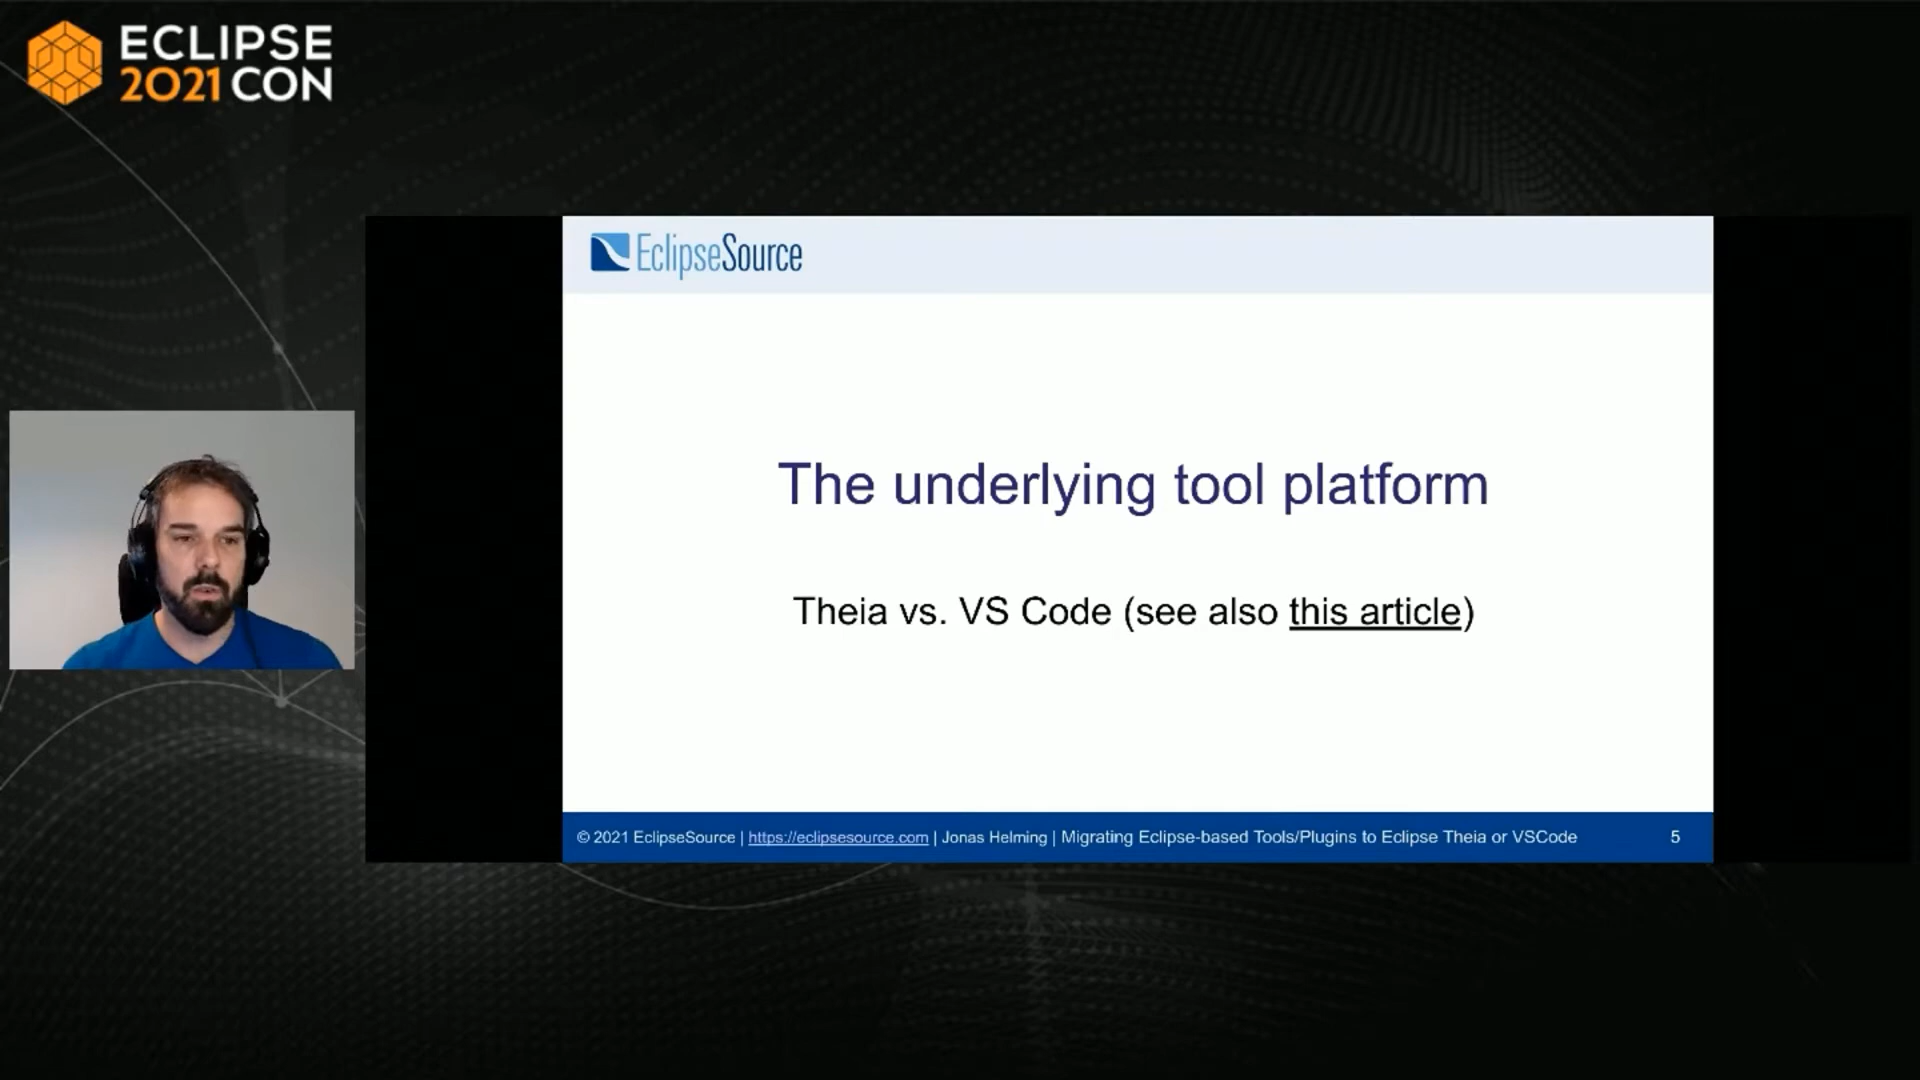 ECLIPSE
2021 CON
EclipseSource
The underlying tool platform
Theia vs. VS Code (see also this article)
© 2021 EclipseSource | https://eclipsesource.com | Jonas Helming | Migrating Eclipse-based Tools/Plugins to Eclipse Theia or VSCode 5